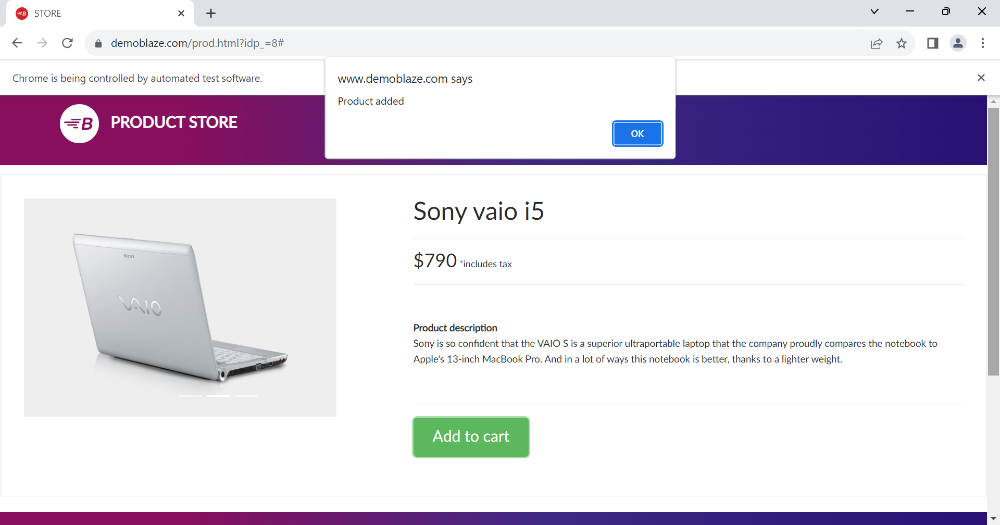 STORE
demoblaze.com/prod.html?idp_=8#
Chrome is being controlled by automated test software.
www.demoblaze.com says
Product added
OK
B PRODUCT STORE
SONY
VAIO
Sony vaio i5
$790 *includes tax
Product description
Sony is so confident that the VAIO S is a superior ultraportable laptop that the company proudly compares the notebook to
Apple's 13-inch MacBook Pro. And in a lot of ways this notebook is better, thanks to a lighter weight.
Add to cart